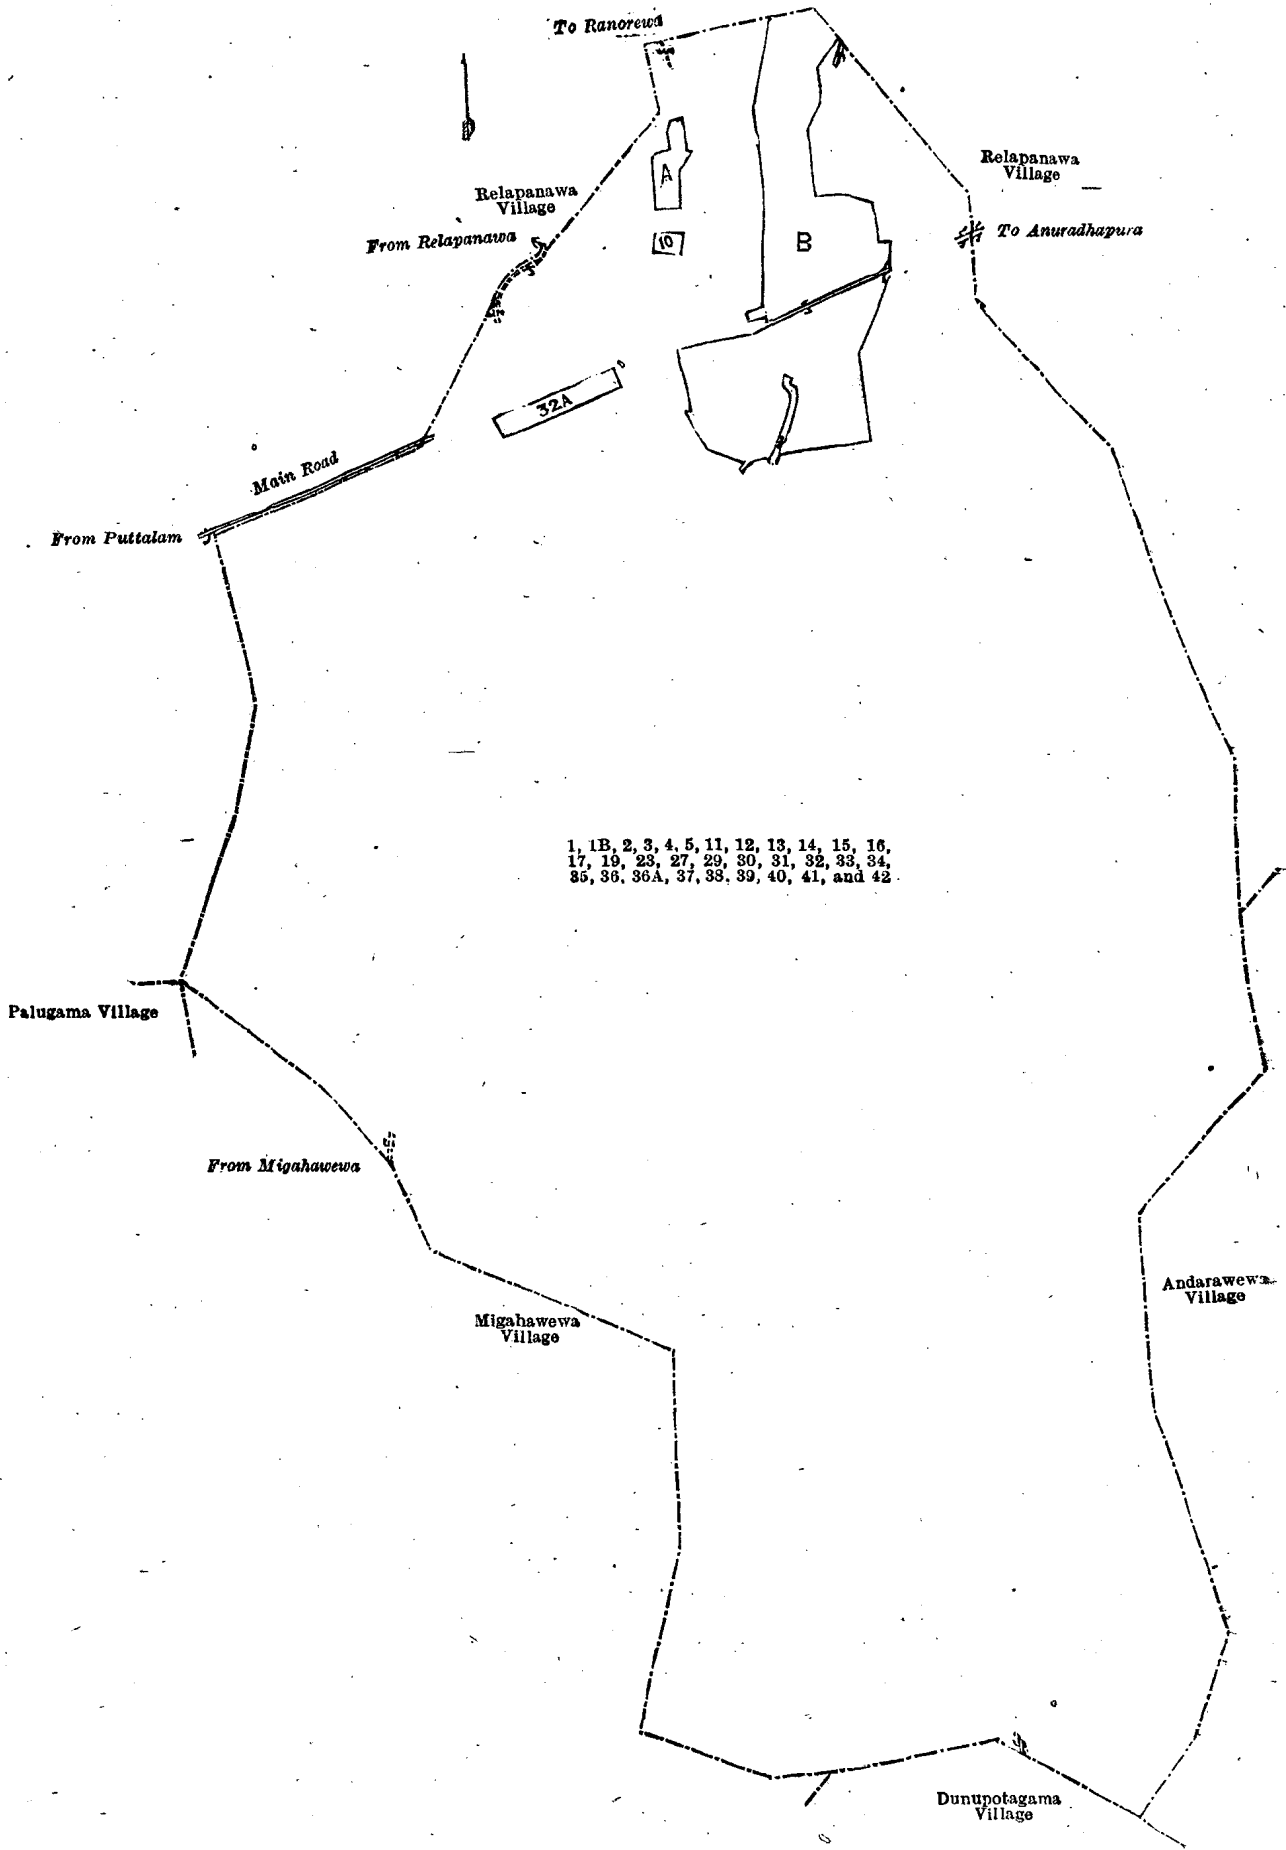 To Ranorewa
Relapanawa
Village
A
Relapanawa
Village
From Relapanawa
10
B
To Anuradhapura
32A
Main Road
From Puttalam
1, 1B, 2, 3, 4, 5, 11, 12, 13, 14, 15, 16,
17, 19, 23, 27, 29, 30, 31, 32, 33, 34,
35, 36, 36A, 37, 38, 39, 40, 41, and 42
Palugama Village
From Migahawewa
Andarawewa
Village
Migahawewa
Village
Dunupotagama
Village